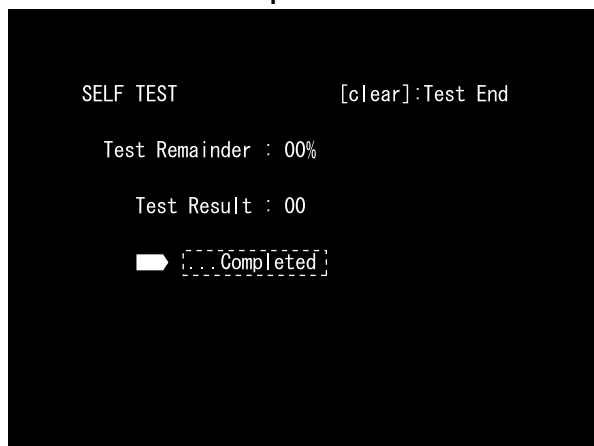 SELF TEST [clear]:Test End
Test Remainder : 00%
Test Result : 00
...Completed